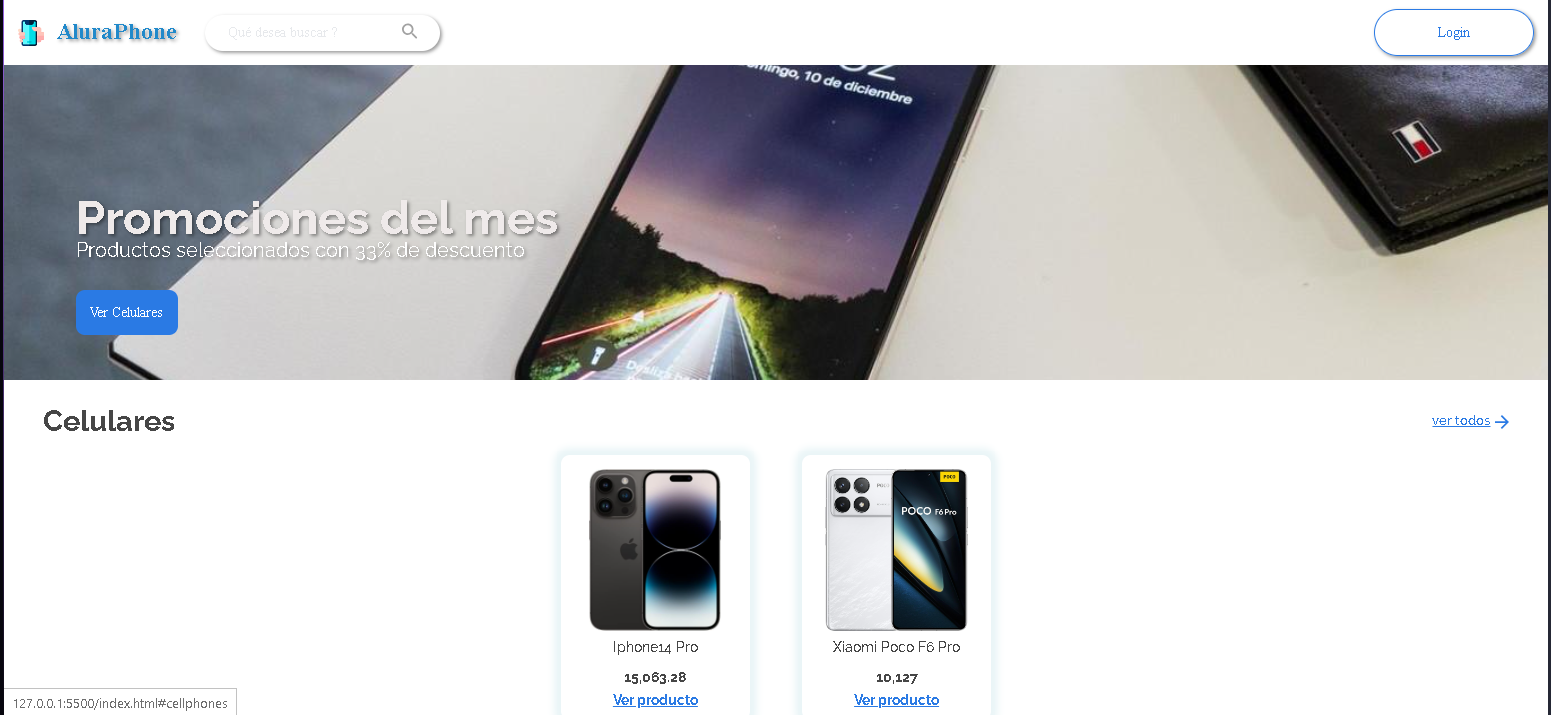 AluraPhone
Qué desea buscar ?
Login
omingo, 10 de diciembre
Promociones del mes
Productos seleccionados con 33% de descuento
Ver Celulares
Celulares
ver todos
POCO
POCO F6 Pro
Iphone14 Pro
Xiaomi Poco F6 Pro
15,063.28
10,127
Ver producto
Ver producto
127.0.0.1:5500/index.html#cellphones